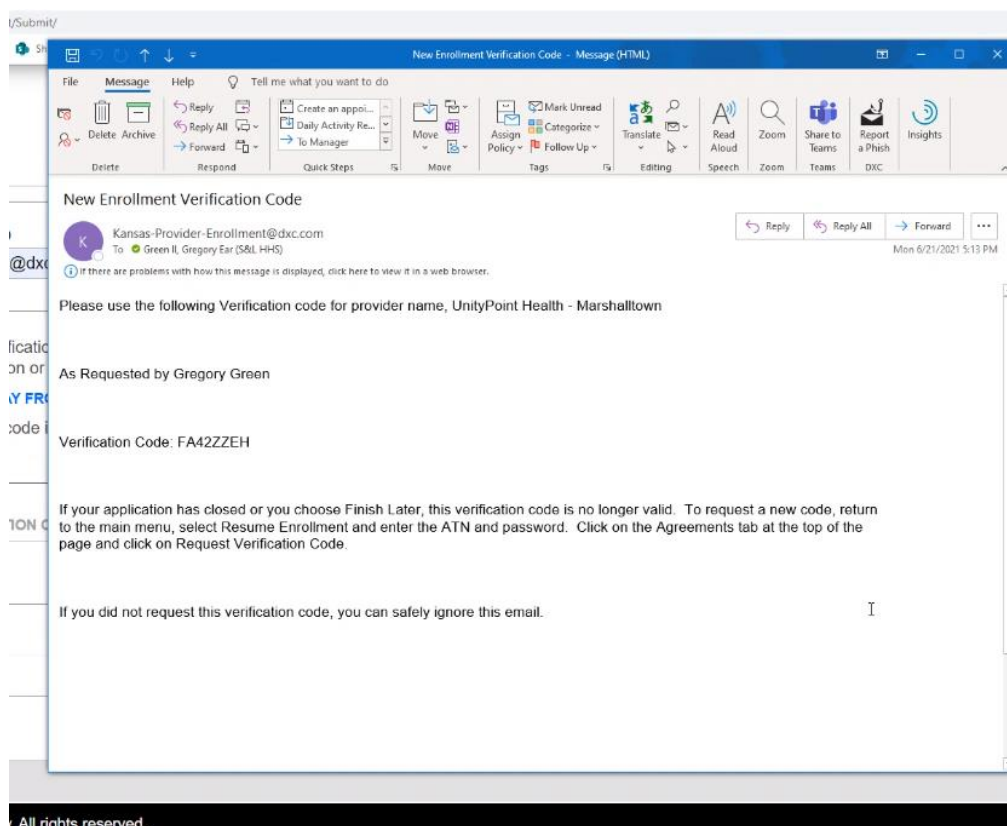 t/Submit/
Sh
New Enrollment Verification Code - Message (HTML)
File Message Help Tell me what you want to do
Delete Archive
Reply
Reply All
Forward
Create an appoi...
Daily Activity Re...
To Manager
Move
Assign Policy
Mark Unread
Categorize
Follow Up
Translate
Read Aloud
Zoom
Share to Teams
Report a Phish
Insights
Delete Respond Quick Steps Move Tags Editing Speech Zoom Teams DXC
New Enrollment Verification Code
K
Kansas-Provider-Enrollment@dxc.com
To Green II, Gregory Ear (S&L HHS)
Reply Reply All Forward ...
Mon 6/21/2021 5:13 PM
If there are problems with how this message is displayed, click here to view it in a web browser.
@dxc
Please use the following Verification code for provider name, UnityPoint Health - Marshalltown
ficatio
on or
As Requested by Gregory Green
Y FRO
code i
Verification Code: FA42ZZEH
If your application has closed or you choose Finish Later, this verification code is no longer valid. To request a new code, return
to the main menu, select Resume Enrollment and enter the ATN and password. Click on the Agreements tab at the top of the
page and click on Request Verification Code.
ION C
If you did not request this verification code, you can safely ignore this email.
. All rights reserved.